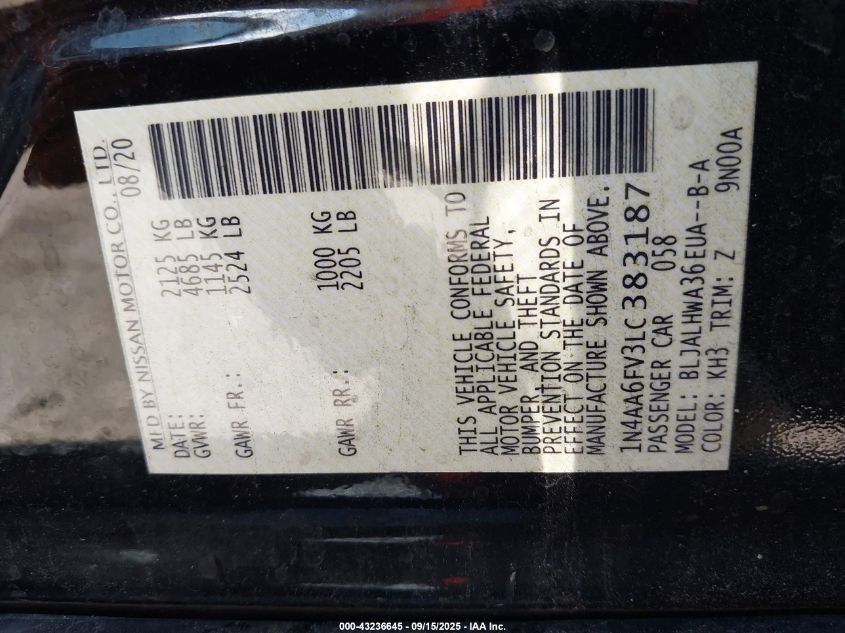 MFD BY NISSAN MOTOR CO., LTD.
DATE: 08/20
GVWR: 2125 KG
4685 LB
GAWR FR.: 1145 KG
2524 LB
GAWR RR.: 1000 KG
2205 LB
THIS VEHICLE CONFORMS TO
ALL APPLICABLE FEDERAL
MOTOR VEHICLE SAFETY,
BUMPER AND THEFT
PREVENTION STANDARDS IN
EFFECT ON THE DATE OF
MANUFACTURE SHOWN ABOVE.
1N4AA6FV3LC383187
PASSENGER CAR 058
MODEL: BLJALHWA36EUA--B-A
COLOR: KH3 TRIM: Z 9N00A
000-43236645 - 09/15/2025 - IAA Inc.